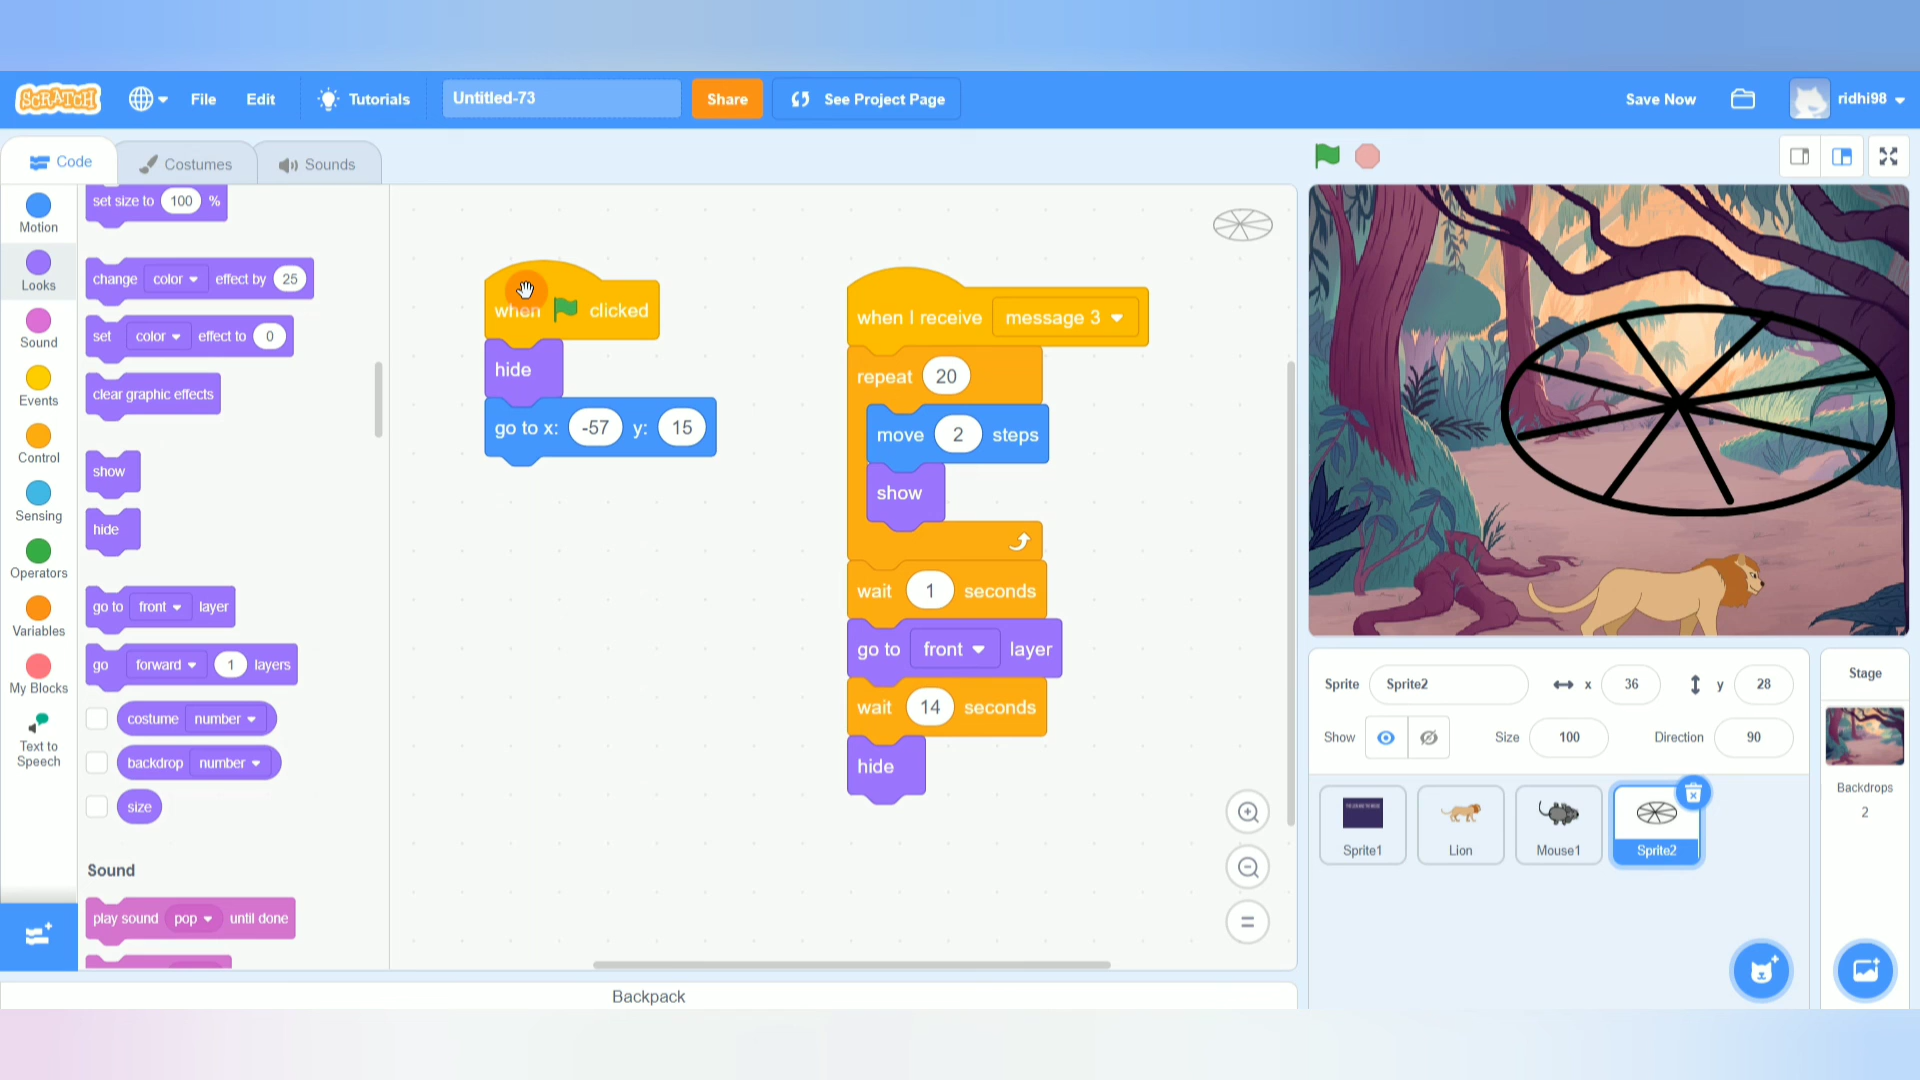 SCRATCH
File
Edit
Tutorials
Untitled-73
Share
See Project Page
Save Now
ridhi98
Code
Costumes
Sounds
Motion
Looks
Sound
Events
Control
Sensing
Operators
Variables
My Blocks
Text to
Speech
set size to 100 %
change color effect by 25
set color effect to 0
clear graphic effects
show
hide
go to front layer
go forward 1 layers
costume number
backdrop number
size
Sound
play sound pop until done
when clicked
hide
go to x: -57 y: 15
when I receive message 3
repeat 20
move 2 steps
show
wait 1 seconds
go to front layer
wait 14 seconds
hide
Backpack
Sprite Sprite2 x 36 y 28
Show Size 100 Direction 90
Sprite1
Lion
Mouse1
Sprite2
Stage
Backdrops
2